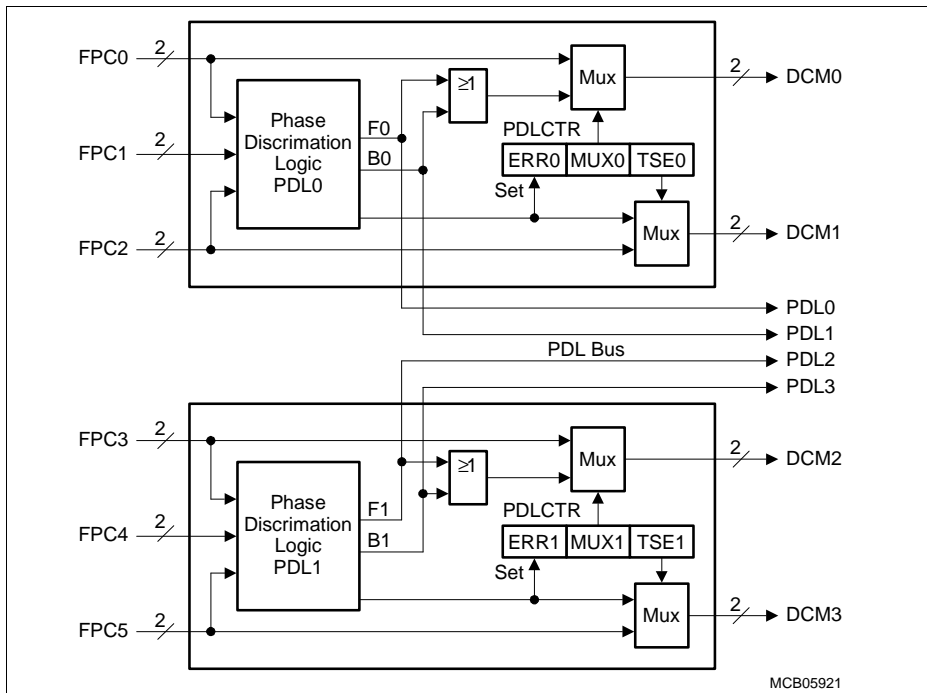 FPC0
2
FPC1
2
FPC2
2
Phase
Discrimation
Logic
PDL0
F0
B0
≥1
Mux
PDLCTR
ERR0 MUX0 TSE0
Set
Mux
2
DCM0
2
DCM1
PDL0
PDL1
PDL Bus
PDL2
PDL3
FPC3
2
FPC4
2
FPC5
2
Phase
Discrimation
Logic
PDL1
F1
B1
≥1
Mux
PDLCTR
ERR1 MUX1 TSE1
Set
Mux
2
DCM2
2
DCM3
MCB05921